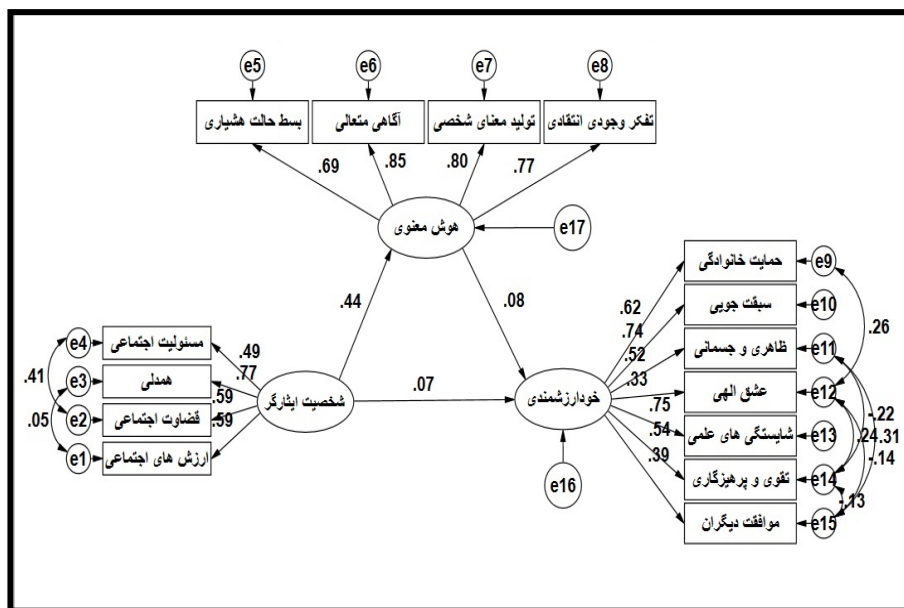 e5
e6
e7
e8
بسط حالت هشیاری
آگاهی متعالی
تولید معنای شخصی
تفکر وجودی انتقادی
.69
.85
.80
.77
هوش معنوی
e17
.44
.08
.07
e4
e3
e2
e1
.41
.05
مسئولیت اجتماعی
همدلی
قضاوت اجتماعی
ارزش های اجتماعی
.49
.77
.59
.59
شخصیت ایثارگر
خودارزشمندی
e16
.62
.74
.52
.33
.75
.54
.39
حمایت خانوادگی
سبقت جویی
ظاهری و جسمانی
عشق الهی
شایستگی های علمی
تقوی و پرهیزگاری
موافقت دیگران
e9
e10
e11
e12
e13
e14
e15
.26
-.22
.24
.31
-.14
-.13